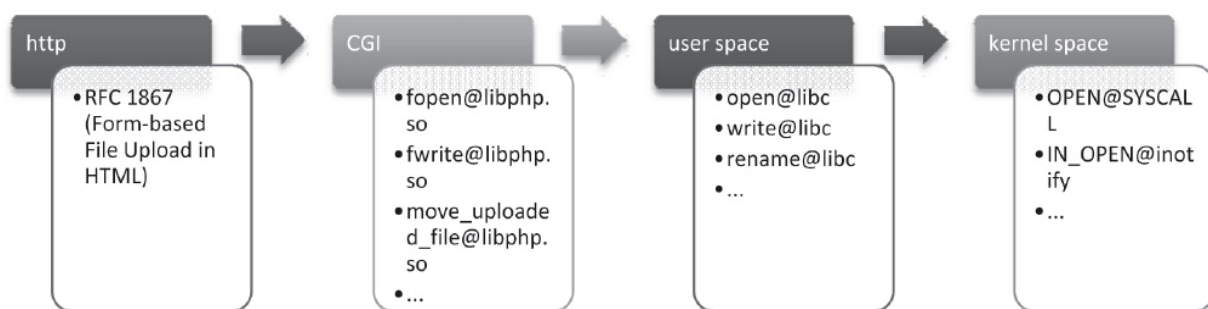 http
•RFC 1867
(Form-based
File Upload in
HTML)
CGI
•fopen@libphp.
so
•fwrite@libphp.
so
•move_uploade
d_file@libphp.
so
•...
user space
•open@libc
•write@libc
•rename@libc
•...
kernel space
•OPEN@SYSCAL
L
•IN_OPEN@inot
ify
•...